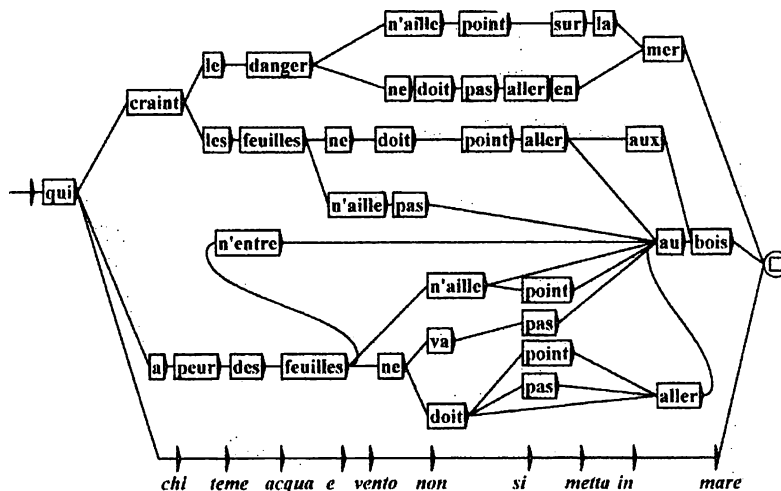 n'aille point sur la
le danger mer
ne doit pas aller en
craint
les feuilles ne doit point aller aux
qui n'aille pas
n'entre au bois
n'aille
point
va pas
point
a peur des feuilles ne
pas aller
doit
chi teme acqua e vento non si metta in mare